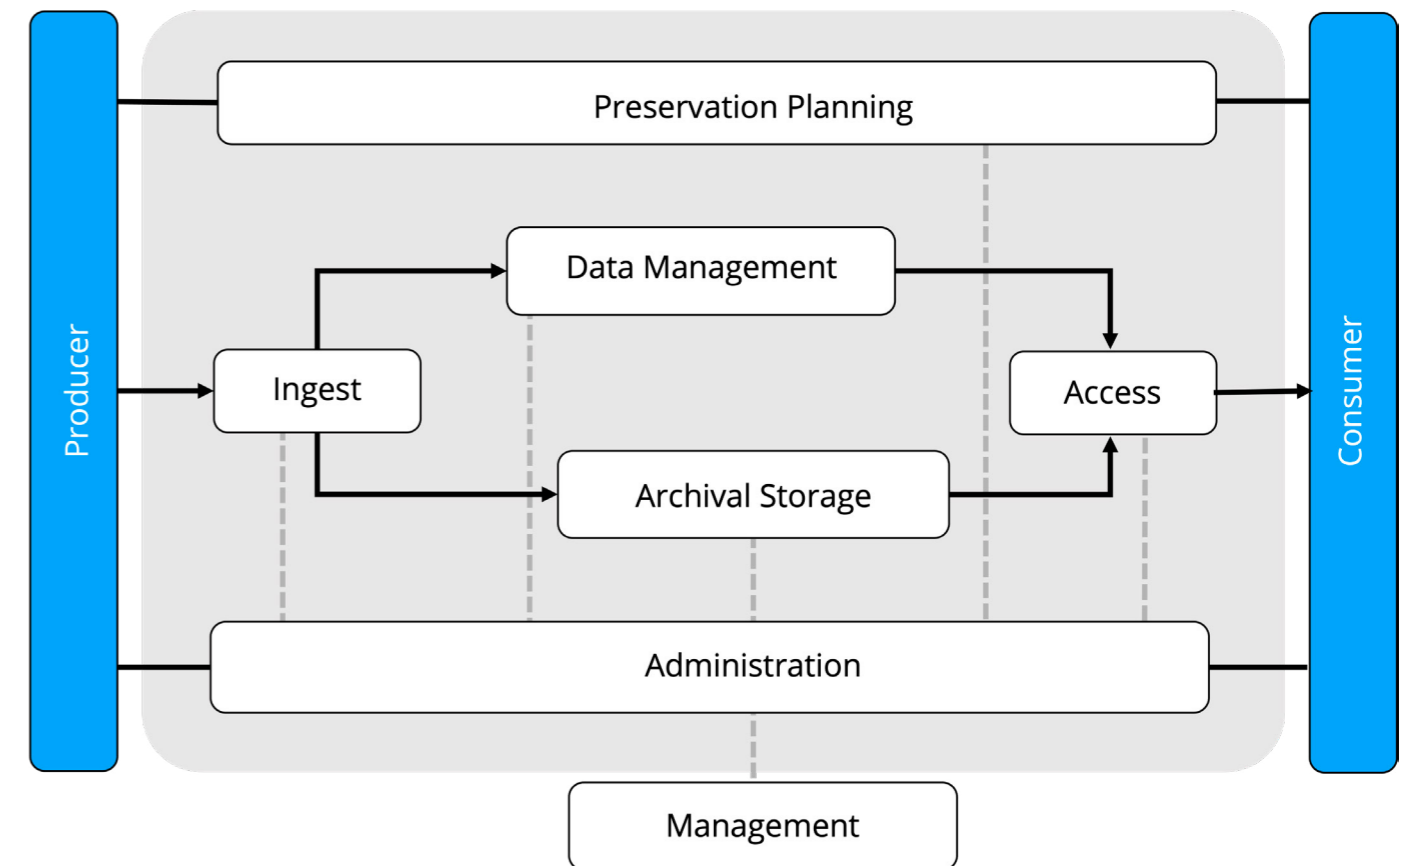 Preservation Planning
Data Management
Producer
Ingest
Access
Consumer
Archival Storage
Administration
Management